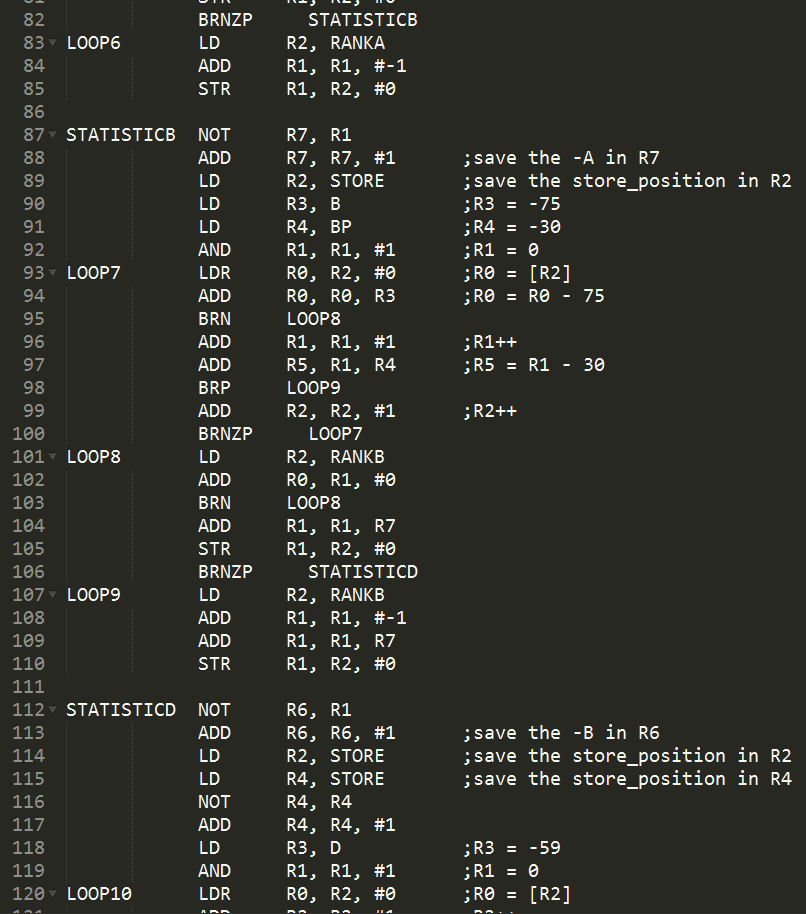 82 BRNZP STATISTICB
83 LOOP6 LD R2, RANKA
84 ADD R1, R1, #-1
85 STR R1, R2, #0
86
87 STATISTICB NOT R7, R1
88 ADD R7, R7, #1 ;save the -A in R7
89 LD R2, STORE ;save the store_position in R2
90 LD R3, B ;R3 = -75
91 LD R4, BP ;R4 = -30
92 AND R1, R1, #1 ;R1 = 0
93 LOOP7 LDR R0, R2, #0 ;R0 = [R2]
94 ADD R0, R0, R3 ;R0 = R0 - 75
95 BRN LOOP8
96 ADD R1, R1, #1 ;R1++
97 ADD R5, R1, R4 ;R5 = R1 - 30
98 BRP LOOP9
99 ADD R2, R2, #1 ;R2++
100 BRNZP LOOP7
101 LOOP8 LD R2, RANKB
102 ADD R0, R1, #0
103 BRN LOOP8
104 ADD R1, R1, R7
105 STR R1, R2, #0
106 BRNZP STATISTICD
107 LOOP9 LD R2, RANKB
108 ADD R1, R1, #-1
109 ADD R1, R1, R7
110 STR R1, R2, #0
111
112 STATISTICD NOT R6, R1
113 ADD R6, R6, #1 ;save the -B in R6
114 LD R2, STORE ;save the store_position in R2
115 LD R4, STORE ;save the store_position in R4
116 NOT R4, R4
117 ADD R4, R4, #1
118 LD R3, D ;R3 = -59
119 AND R1, R1, #1 ;R1 = 0
120 LOOP10 LDR R0, R2, #0 ;R0 = [R2]